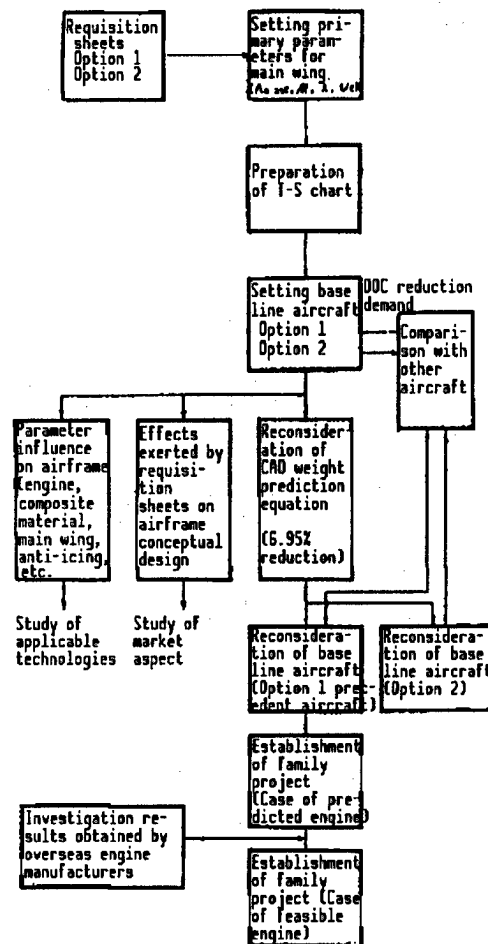 Requisition
sheets
Option 1
Option 2
Setting pri-
mary param-
eters for
main wing
Preparation
of T-S chart
Setting base
line aircraft
Option 1
Option 2
DOC reduction
demand
Compari-
son with
other
aircraft
Parameter
influence
on airframe
(engine,
composite
material,
main wing,
anti-icing,
etc.
Effects
exerted by
requisi-
tion
sheets on
airframe
conceptual
design
Reconsider-
ation of
CAD weight
prediction
equation
(6.95%
reduction)
Study of
applicable
technologies
Study of
market
aspect
Reconsidera-
tion of base
line aircraft
(Option 1 prec-
edent aircraft)
Reconsidera-
tion of base
line aircraft
(Option 2)
Establishment
of family
project
(Case of pre-
dicted engine)
Investigation re-
sults obtained by
overseas engine
manufacturers
Establishment
of family
project (Case
of feasible
engine)